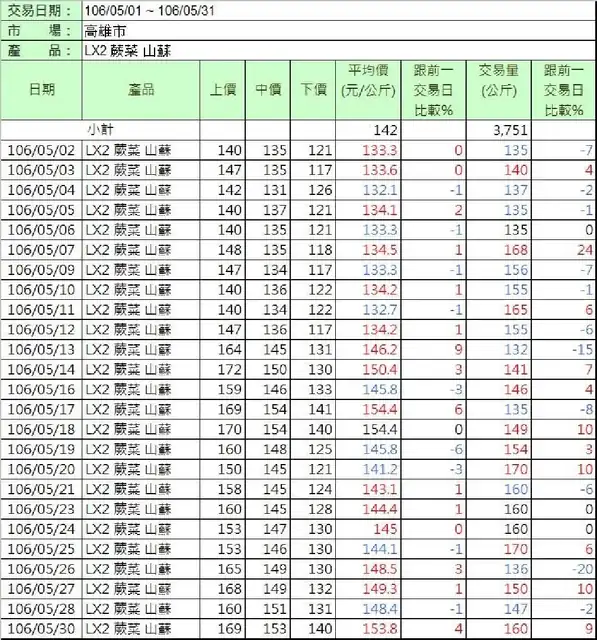 交易日期： 106/05/01 ~ 106/05/31
市　　場： 高雄市
產　　品： LX2 蕨菜 山蘇
日期 產品 上價 中價 下價 平均價(元/公斤) 跟前一交易日比較% 交易量(公斤) 跟前一交易日比較%
小計 142 3,751
106/05/02 LX2 蕨菜 山蘇 140 135 121 133.3 0 135 -7
106/05/03 LX2 蕨菜 山蘇 147 135 117 133.6 0 140 4
106/05/04 LX2 蕨菜 山蘇 142 131 126 132.1 -1 137 -2
106/05/05 LX2 蕨菜 山蘇 140 137 121 134.1 2 135 -1
106/05/06 LX2 蕨菜 山蘇 140 135 121 133.3 -1 135 0
106/05/07 LX2 蕨菜 山蘇 148 135 118 134.5 1 168 24
106/05/09 LX2 蕨菜 山蘇 147 134 117 133.3 -1 156 -7
106/05/10 LX2 蕨菜 山蘇 140 136 122 134.2 1 155 -1
106/05/11 LX2 蕨菜 山蘇 140 134 122 132.7 -1 165 6
106/05/12 LX2 蕨菜 山蘇 147 136 117 134.2 1 155 -6
106/05/13 LX2 蕨菜 山蘇 164 145 131 146.2 9 132 -15
106/05/14 LX2 蕨菜 山蘇 172 150 130 150.4 3 141 7
106/05/16 LX2 蕨菜 山蘇 159 146 133 145.8 -3 146 4
106/05/17 LX2 蕨菜 山蘇 169 154 141 154.4 6 135 -8
106/05/18 LX2 蕨菜 山蘇 170 154 140 154.4 0 149 10
106/05/19 LX2 蕨菜 山蘇 160 148 125 145.8 -6 154 3
106/05/20 LX2 蕨菜 山蘇 150 145 121 141.2 -3 170 10
106/05/21 LX2 蕨菜 山蘇 158 145 124 143.1 1 160 -6
106/05/23 LX2 蕨菜 山蘇 160 145 128 144.4 1 160 0
106/05/24 LX2 蕨菜 山蘇 153 147 130 145 0 160 0
106/05/25 LX2 蕨菜 山蘇 153 146 130 144.1 -1 170 6
106/05/26 LX2 蕨菜 山蘇 165 149 130 148.5 3 136 -20
106/05/27 LX2 蕨菜 山蘇 168 149 132 149.3 1 150 10
106/05/28 LX2 蕨菜 山蘇 160 151 131 148.4 -1 147 -2
106/05/30 LX2 蕨菜 山蘇 169 153 140 153.8 4 160 9